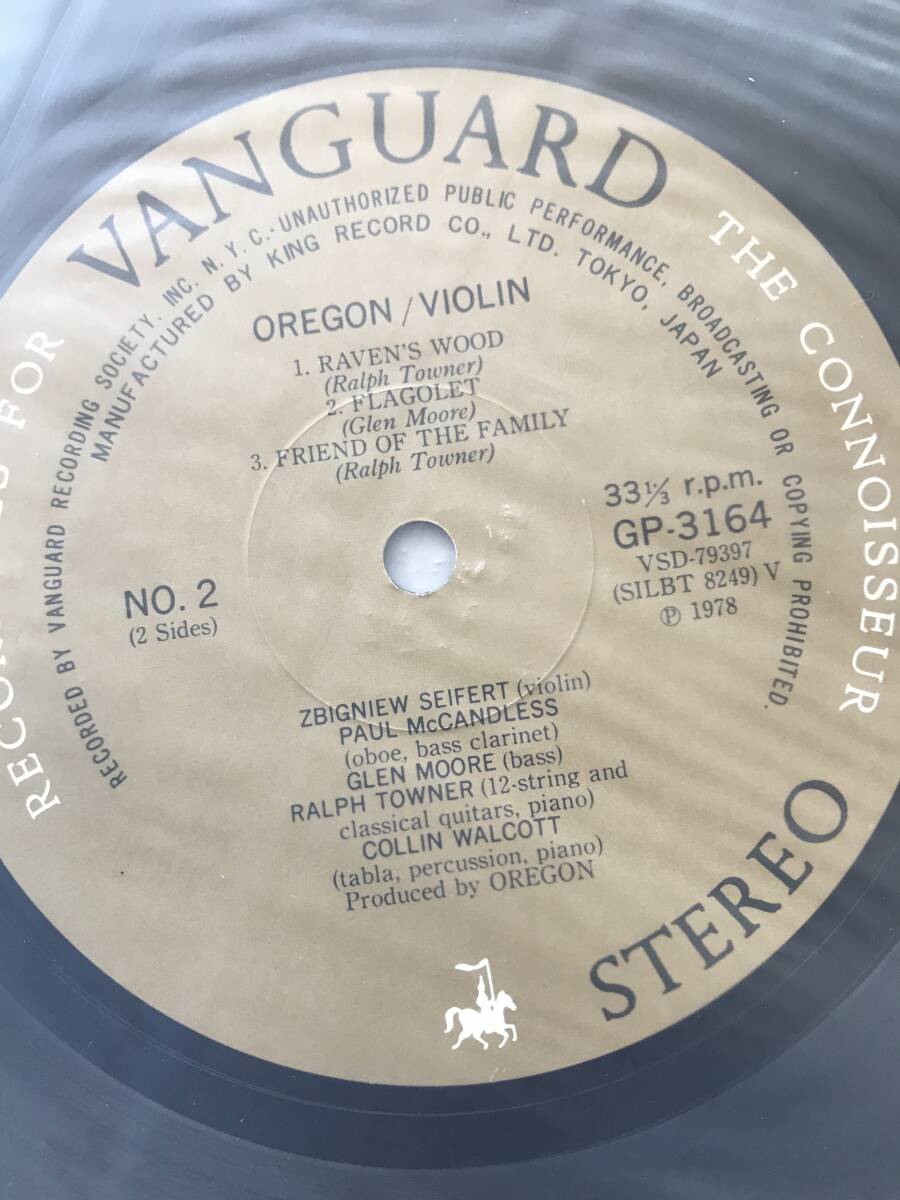 VANGUARD
RECORDED BY VANGUARD RECORDING SOCIETY, INC. N.Y.C.·UNAUTHORIZED PUBLIC PERFORMANCE, BROADCASTING OR COPYING PROHIBITED.
MANUFACTURED BY KING RECORD CO., LTD. TOKYO, JAPAN
FOR THE CONNOISSEUR
OREGON / VIOLIN
1. RAVEN'S WOOD
(Ralph Towner)
2. FLAGOLET
(Glen Moore)
3. FRIEND OF THE FAMILY
(Ralph Towner)
33 1/3 r.p.m.
GP-3164
VSD-79397
(SILBT 8249) V
Ⓟ 1978
NO. 2
(2 Sides)
ZBIGNIEW SEIFERT (violin)
PAUL McCANDLESS
(oboe, bass clarinet)
GLEN MOORE (bass)
RALPH TOWNER (12-string and
classical quitars, piano)
COLLIN WALCOTT
(tabla, percussion, piano)
Produced by OREGON
STEREO